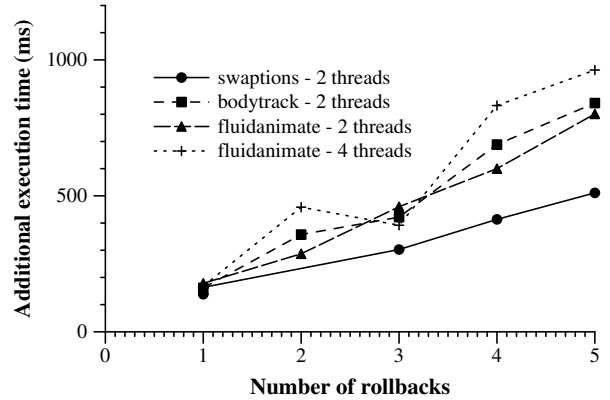 Additional execution time (ms)
1000
500
0
swaptions - 2 threads
bodytrack - 2 threads
fluidanimate - 2 threads
fluidanimate - 4 threads
0 1 2 3 4 5
Number of rollbacks